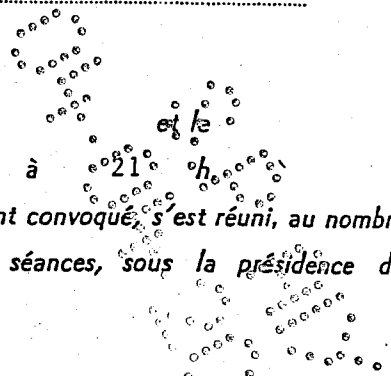 et le
à 21 h.
nt convoqué, s'est réuni, au nombr
séances, sous la présidence d